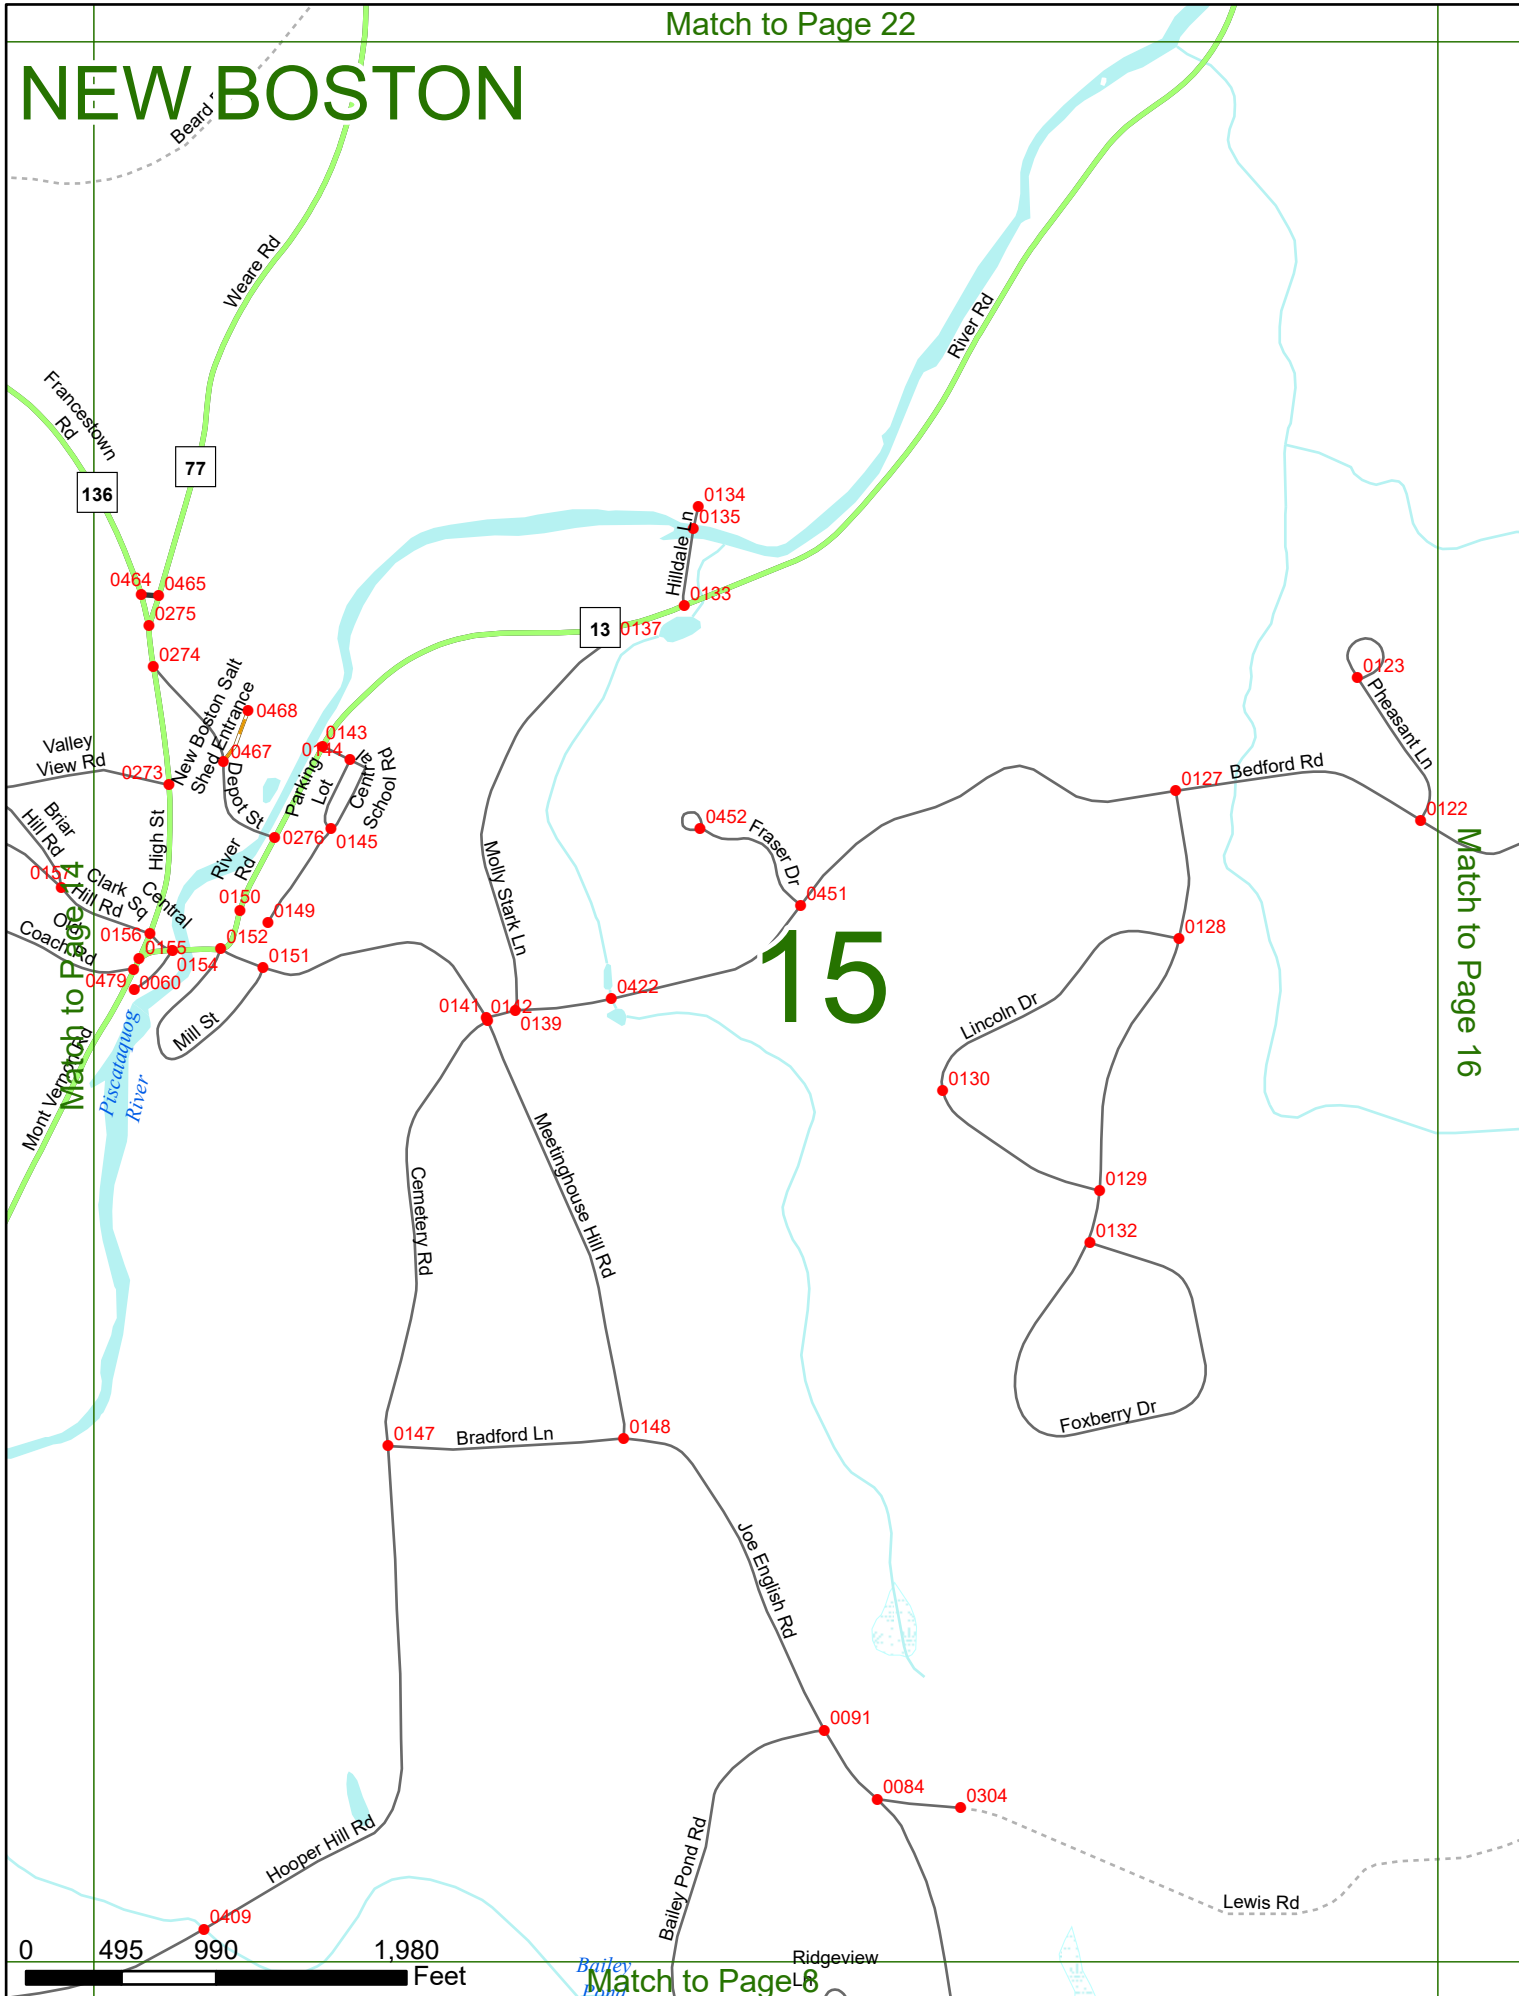 Match to Page 22
NEW BOSTON
Beard
Weare Rd
River Rd
Francestown
Rd
77
136
0134
0135
Hilldale Ln
0464
0465
0133
0275
13
0137
0274
New Boston Salt
Shed Entrance
0468
0123
Pheasant Ln
Valley
View Rd
0143
0144
0467
0273
Parking
Lot
Central
School Rd
Bedford Rd
0127
Depot St
0122
Briar
Hill Rd
High St
0276
0145
0452
Fraser Dr
Match to Page 16
River
Rd
Molly Stark Ln
0157
Clark
Hill Rd
Central
Sq
0451
0150
0149
Old
Coach Rd
0156
0155
0152
0154
0151
0128
15
0479
0060
Match to Page 14
0422
0141
0142
0139
Mill St
Lincoln Dr
Mont Vernon Rd
Piscataquog
River
0130
Meetinghouse Hill Rd
Cemetery Rd
0129
0132
Foxberry Dr
0147
Bradford Ln
0148
Joe English Rd
0091
0084
0304
Hooper Hill Rd
Bailey Pond Rd
Lewis Rd
0409
0 495 990 1,980
Feet
Bailey
Pond
Match to Page 8
Ridgeview
Ln